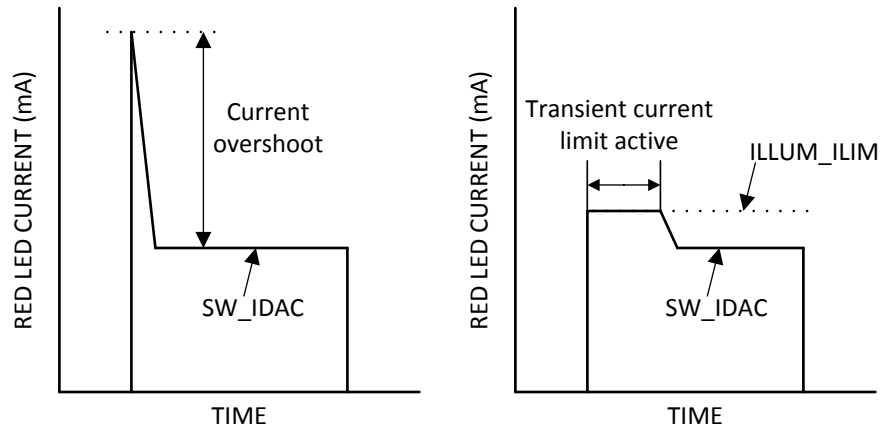 RED LED CURRENT (mA)
Current
overshoot
SW_IDAC
TIME
RED LED CURRENT (mA)
Transient current
limit active
ILLUM_ILIM
SW_IDAC
TIME